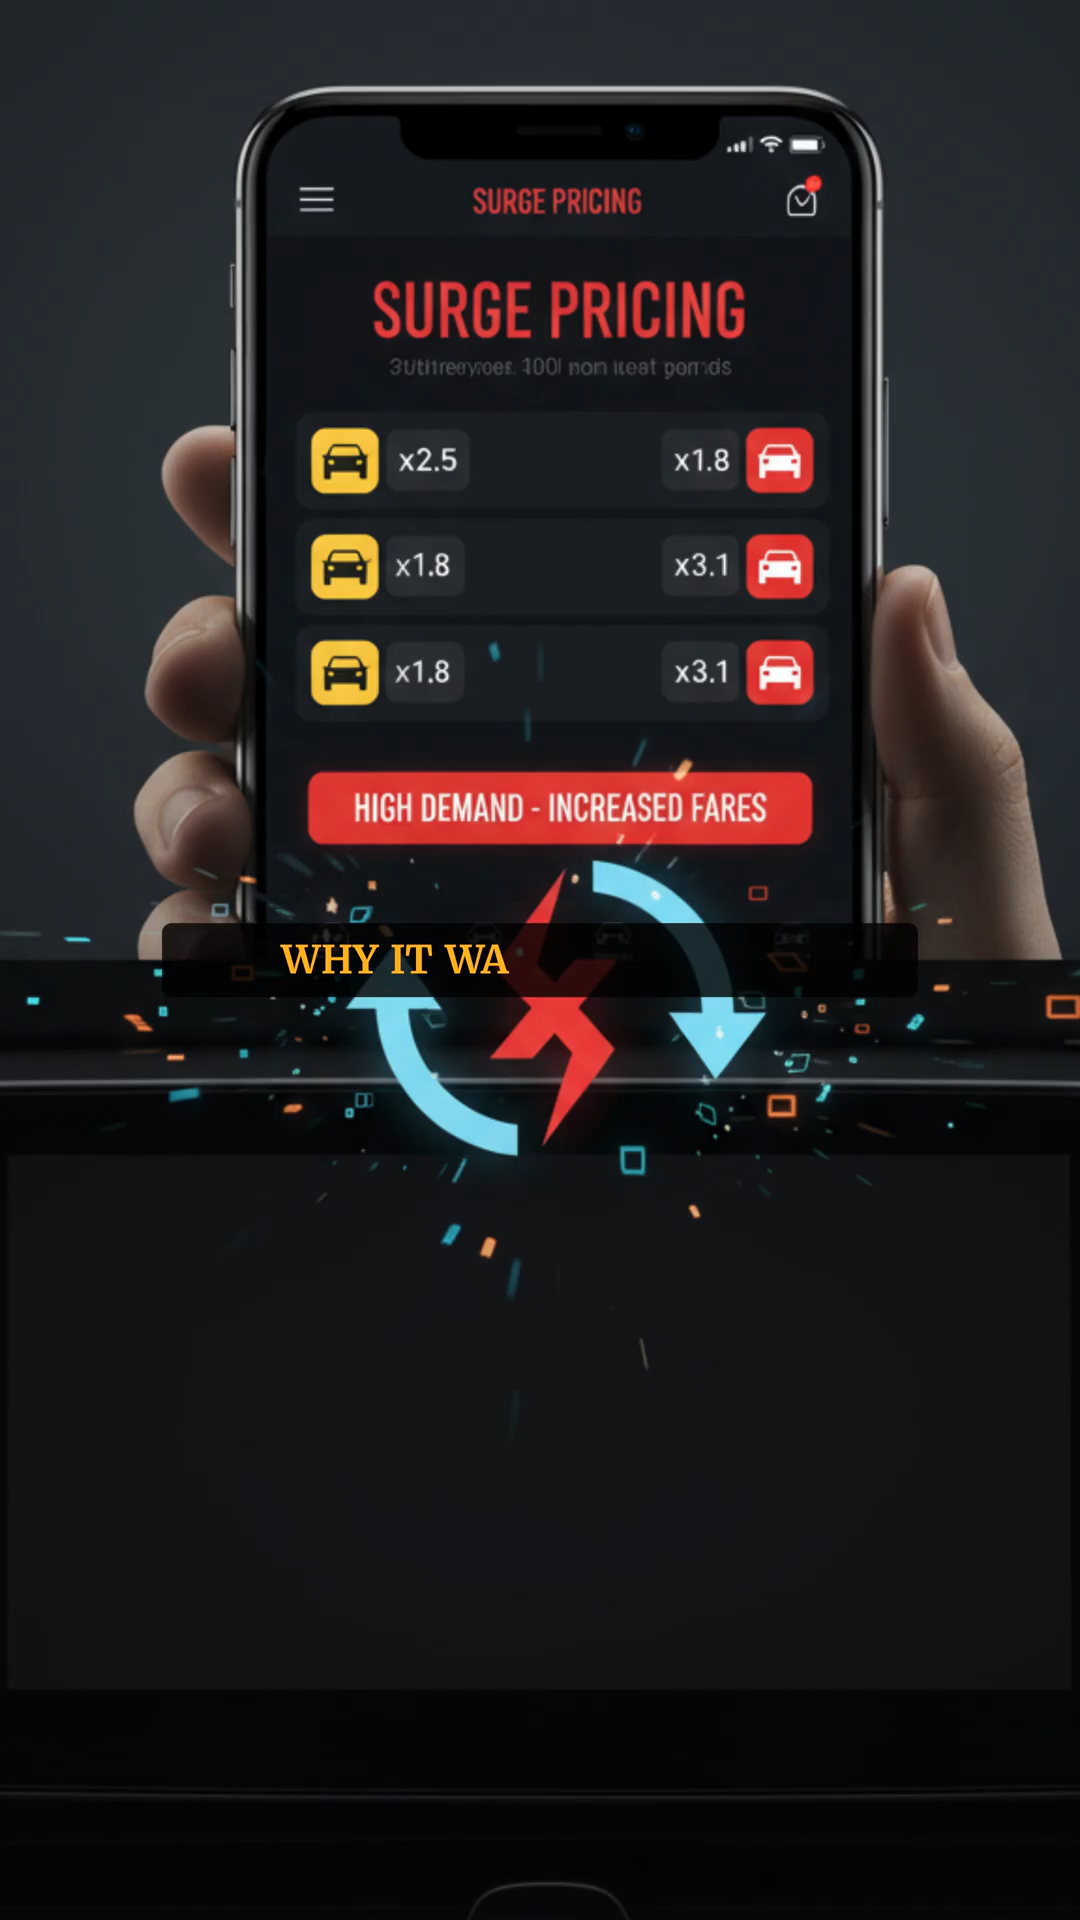 SURGE PRICING
SURGE PRICING
x2.5 x1.8
x1.8 x3.1
x1.8 x3.1
HIGH DEMAND - INCREASED FARES
WHY IT WA